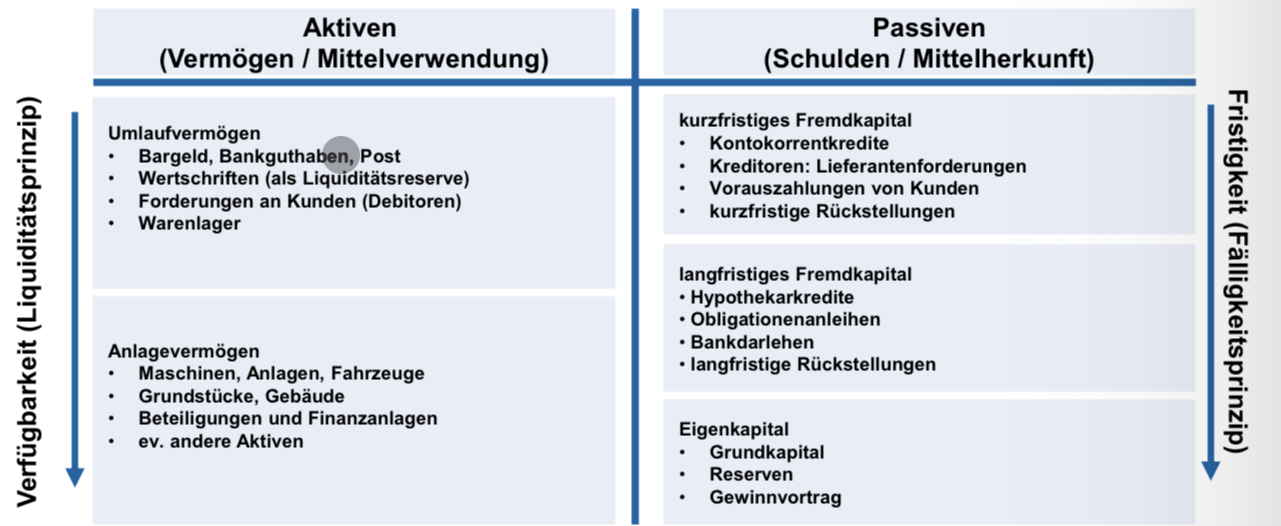 Aktiven
(Vermögen / Mittelverwendung)
Passiven
(Schulden / Mittelherkunft)
Verfügbarkeit (Liquiditätsprinzip)
Umlaufvermögen
• Bargeld, Bankguthaben, Post
• Wertschriften (als Liquiditätsreserve)
• Forderungen an Kunden (Debitoren)
• Warenlager
Anlagevermögen
• Maschinen, Anlagen, Fahrzeuge
• Grundstücke, Gebäude
• Beteiligungen und Finanzanlagen
• ev. andere Aktiven
kurzfristiges Fremdkapital
• Kontokorrentkredite
• Kreditoren: Lieferantenforderungen
• Vorauszahlungen von Kunden
• kurzfristige Rückstellungen
langfristiges Fremdkapital
• Hypothekarkredite
• Obligationenanleihen
• Bankdarlehen
• langfristige Rückstellungen
Eigenkapital
• Grundkapital
• Reserven
• Gewinnvortrag
Fristigkeit (Fälligkeitsprinzip)